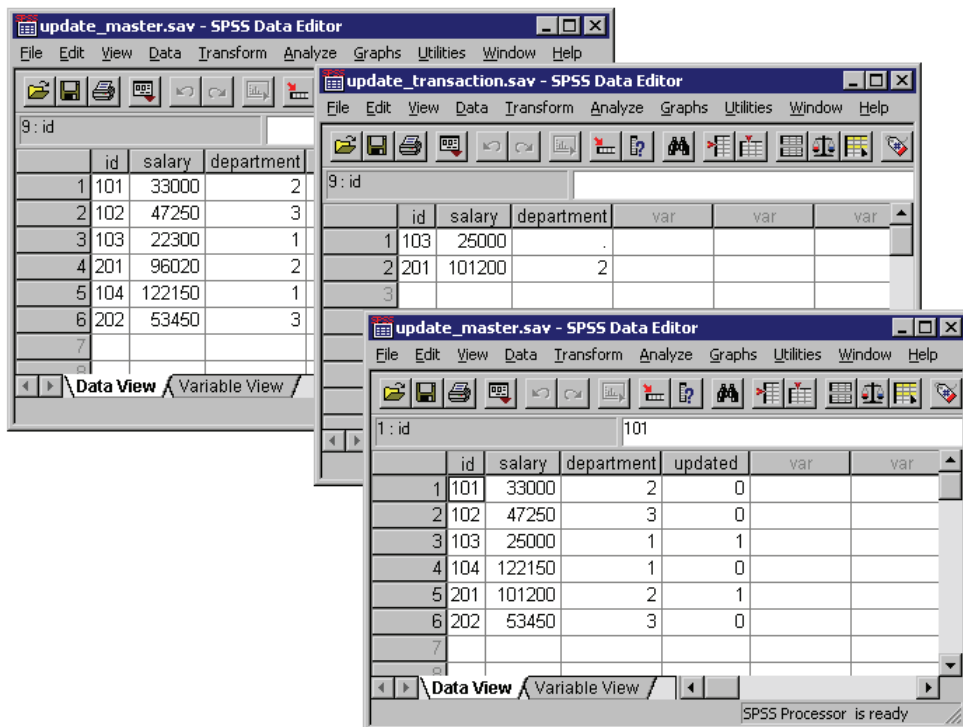 update_master.sav - SPSS Data Editor
File Edit View Data Transform Analyze Graphs Utilities Window Help
9 : id
id salary department
1 101 33000 2
2 102 47250 3
3 103 22300 1
4 201 96020 2
5 104 122150 1
6 202 53450 3
7
Data View Variable View
update_transaction.sav - SPSS Data Editor
File Edit View Data Transform Analyze Graphs Utilities Window Help
9 : id
id salary department var var var
1 103 25000 .
2 201 101200 2
3
update_master.sav - SPSS Data Editor
File Edit View Data Transform Analyze Graphs Utilities Window Help
1 : id 101
id salary department updated var var
1 101 33000 2 0
2 102 47250 3 0
3 103 25000 1 1
4 104 122150 1 0
5 201 101200 2 1
6 202 53450 3 0
7
Data View Variable View
SPSS Processor is ready